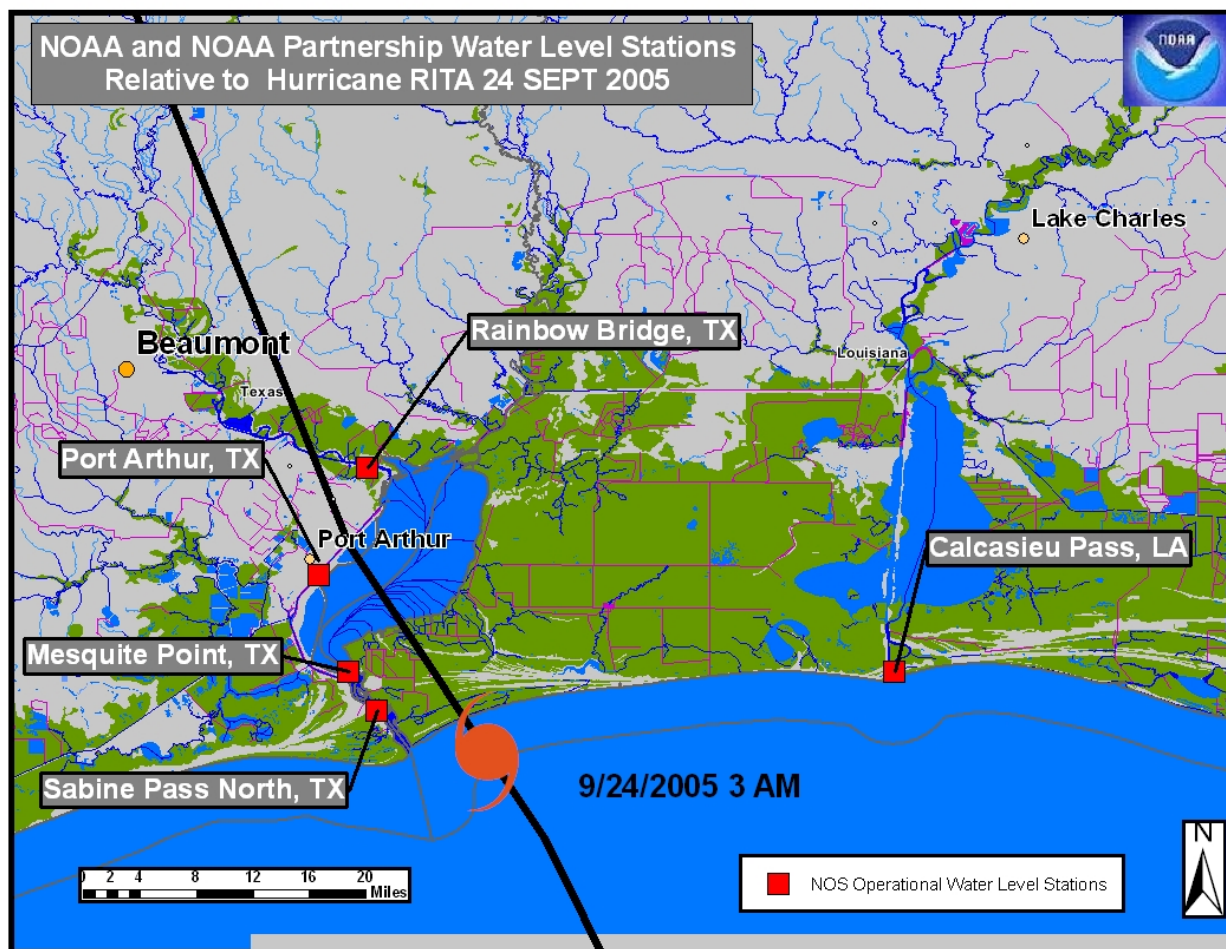 NOAA and NOAA Partnership Water Level Stations
Relative to Hurricane RITA 24 SEPT 2005
NOAA
Lake Charles
Rainbow Bridge, TX
Beaumont
Louisiana
Texas
Port Arthur, TX
Port Arthur
Calcasieu Pass, LA
Mesquite Point, TX
Sabine Pass North, TX
9/24/2005 3 AM
N
0 2 4 8 12 16 20
Miles
NOS Operational Water Level Stations